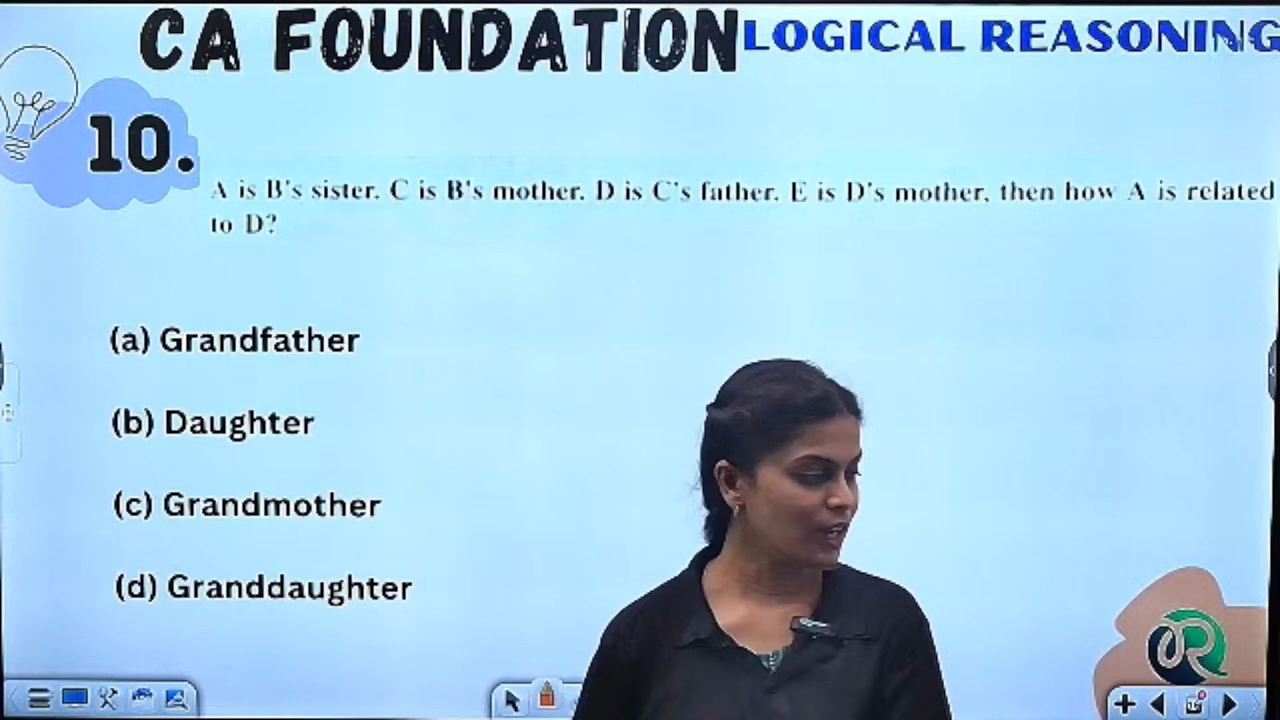 CA FOUNDATION
LOGICAL REASONING
10.
A is B's sister. C is B's mother. D is C's father. E is D's mother, then how A is related
to D?
(a) Grandfather
(b) Daughter
(c) Grandmother
(d) Granddaughter